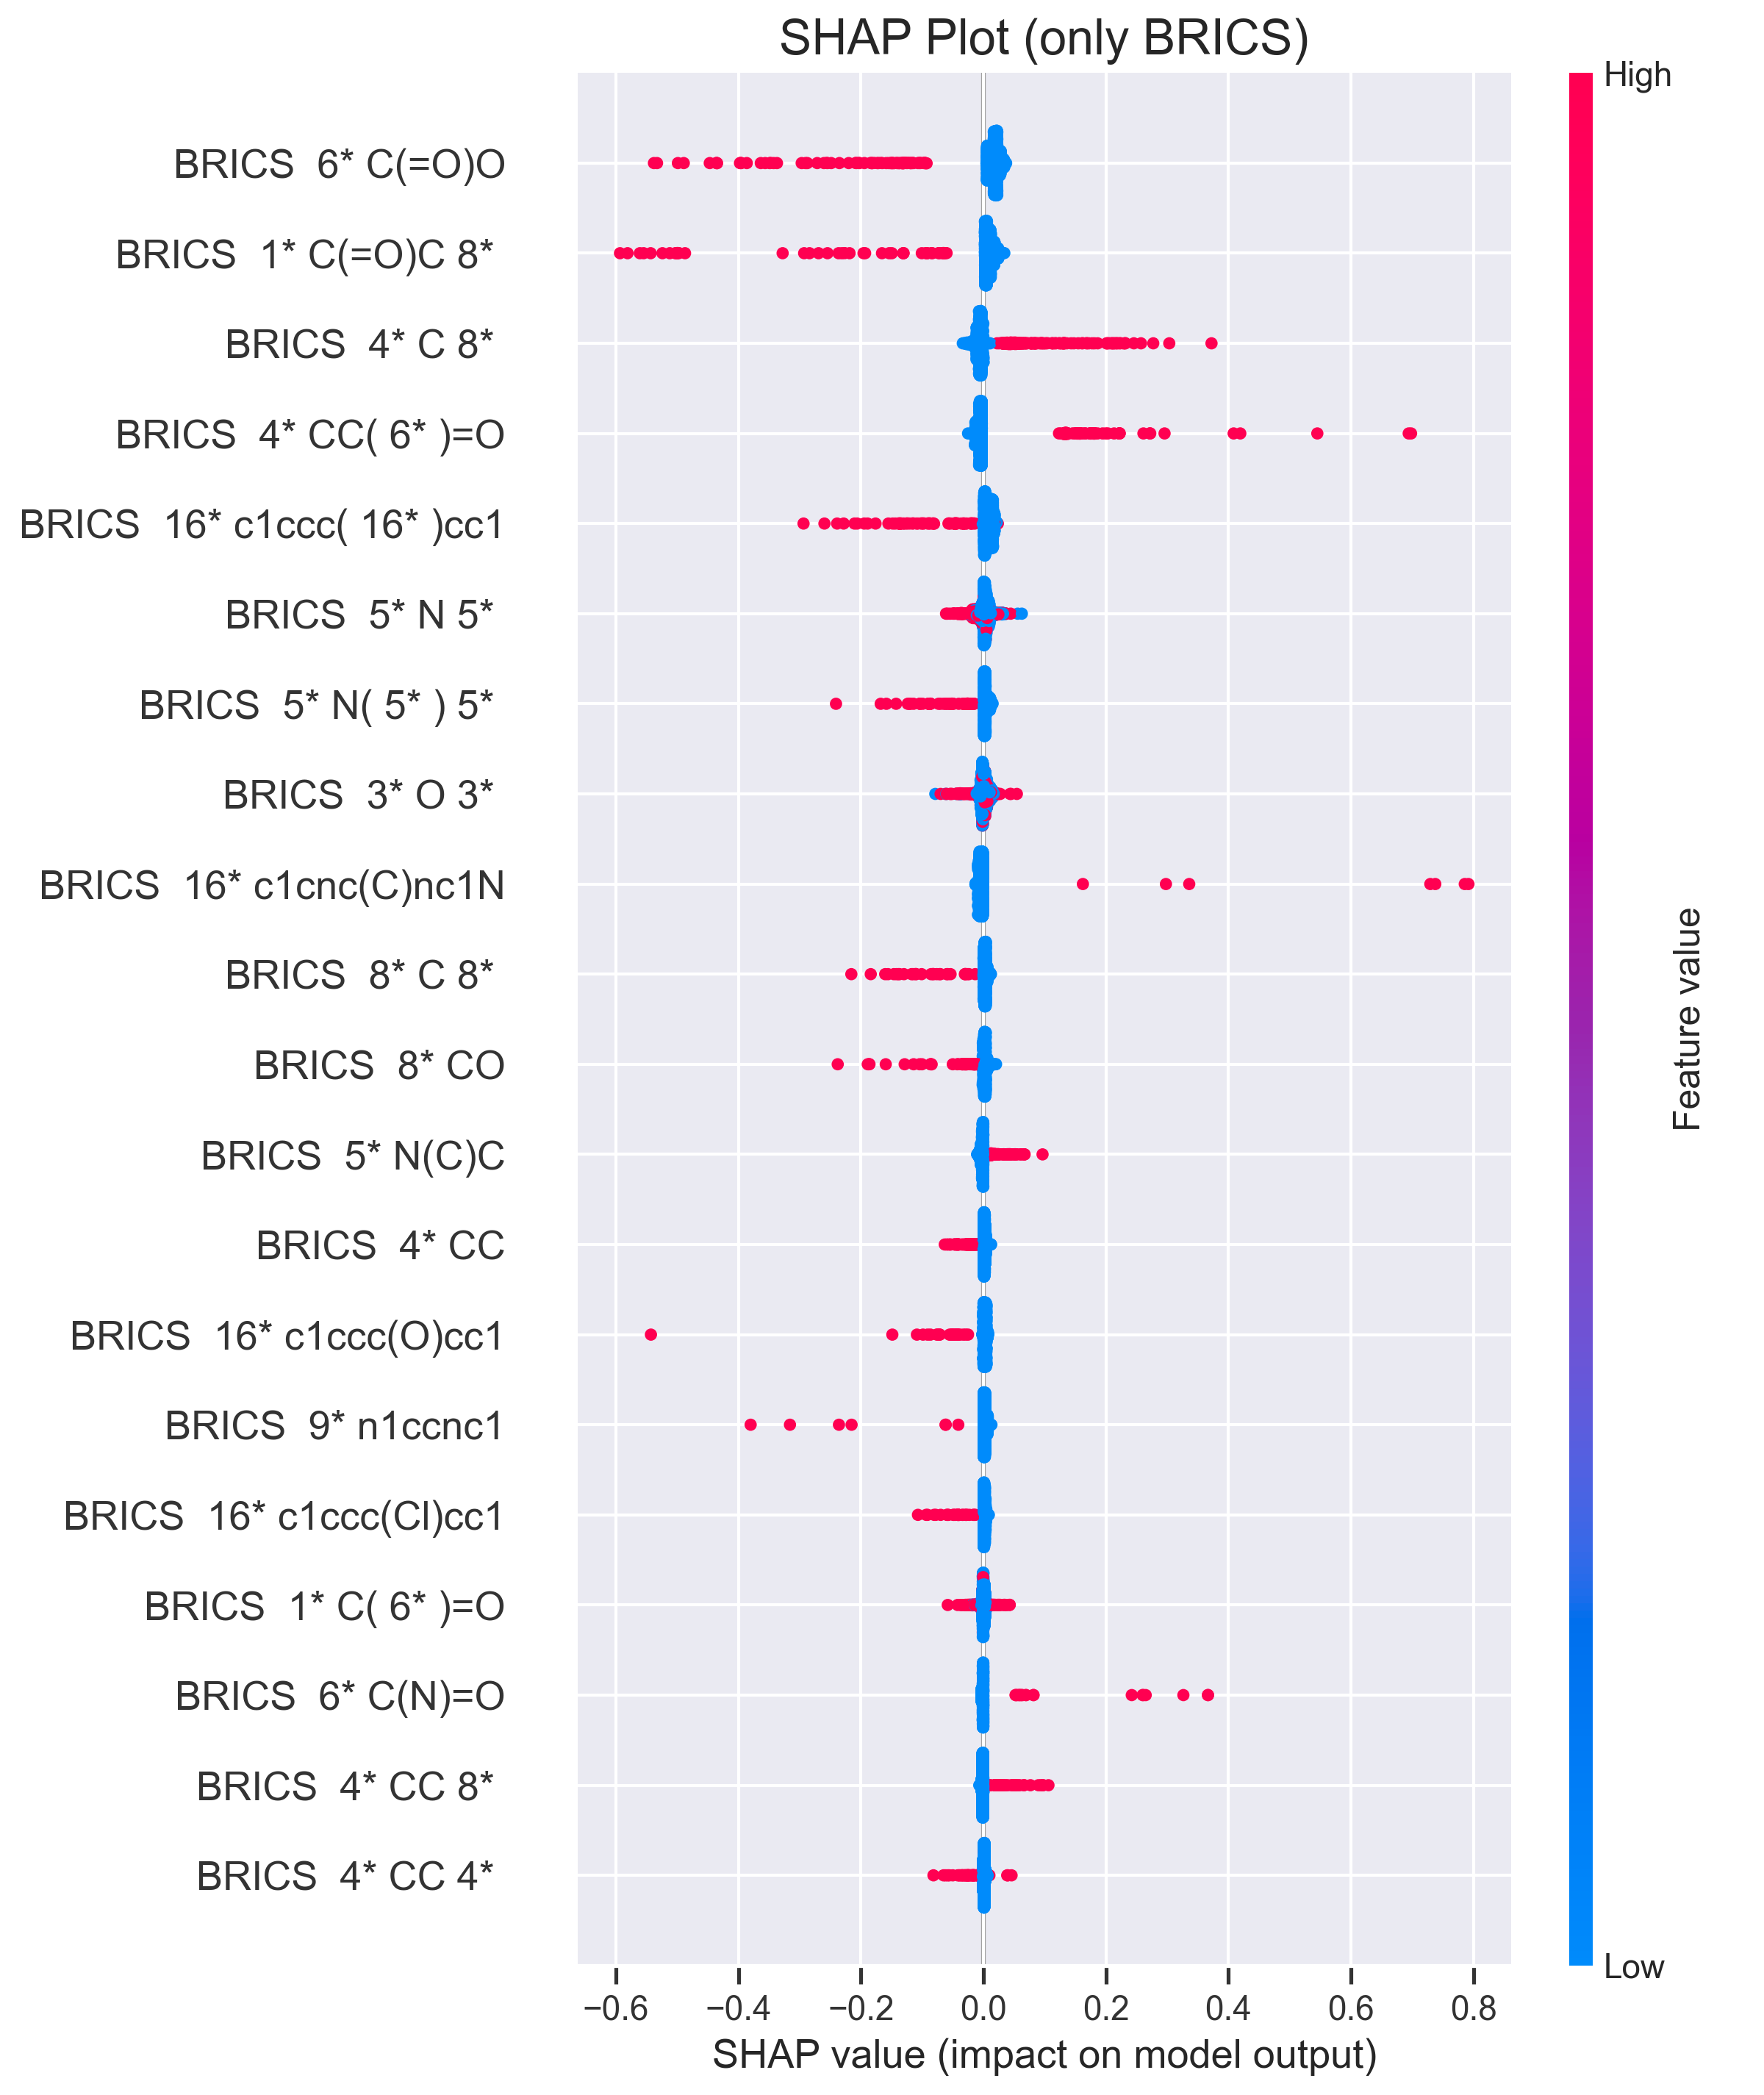 SHAP Plot (only BRICS)
High
BRICS  6* C(=O)O
BRICS  1* C(=O)C 8*
BRICS  4* C 8*
BRICS  4* CC( 6* )=O
BRICS  16* c1ccc( 16* )cc1
BRICS  5* N 5*
BRICS  5* N( 5* ) 5*
BRICS  3* O 3*
BRICS  16* c1cnc(C)nc1N
BRICS  8* C 8*
BRICS  8* CO
BRICS  5* N(C)C
BRICS  4* CC
BRICS  16* c1ccc(O)cc1
BRICS  9* n1ccnc1
BRICS  16* c1ccc(Cl)cc1
BRICS  1* C( 6* )=O
BRICS  6* C(N)=O
BRICS  4* CC 8*
BRICS  4* CC 4*
Feature value
Low
−0.6 −0.4 −0.2 0.0 0.2 0.4 0.6 0.8
SHAP value (impact on model output)